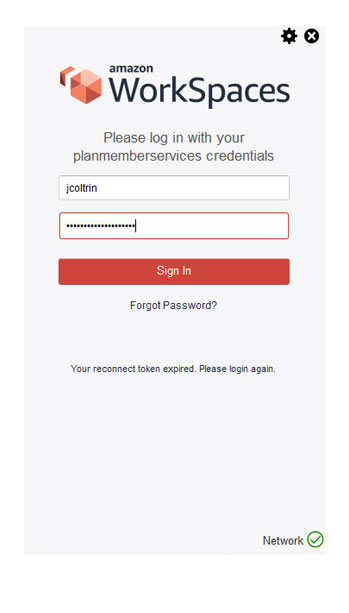 amazon
WorkSpaces
Please log in with your
planmemberservices credentials
jcoltrin
••••••••••••••••••••
Sign In
Forgot Password?
Your reconnect token expired. Please login again.
Network